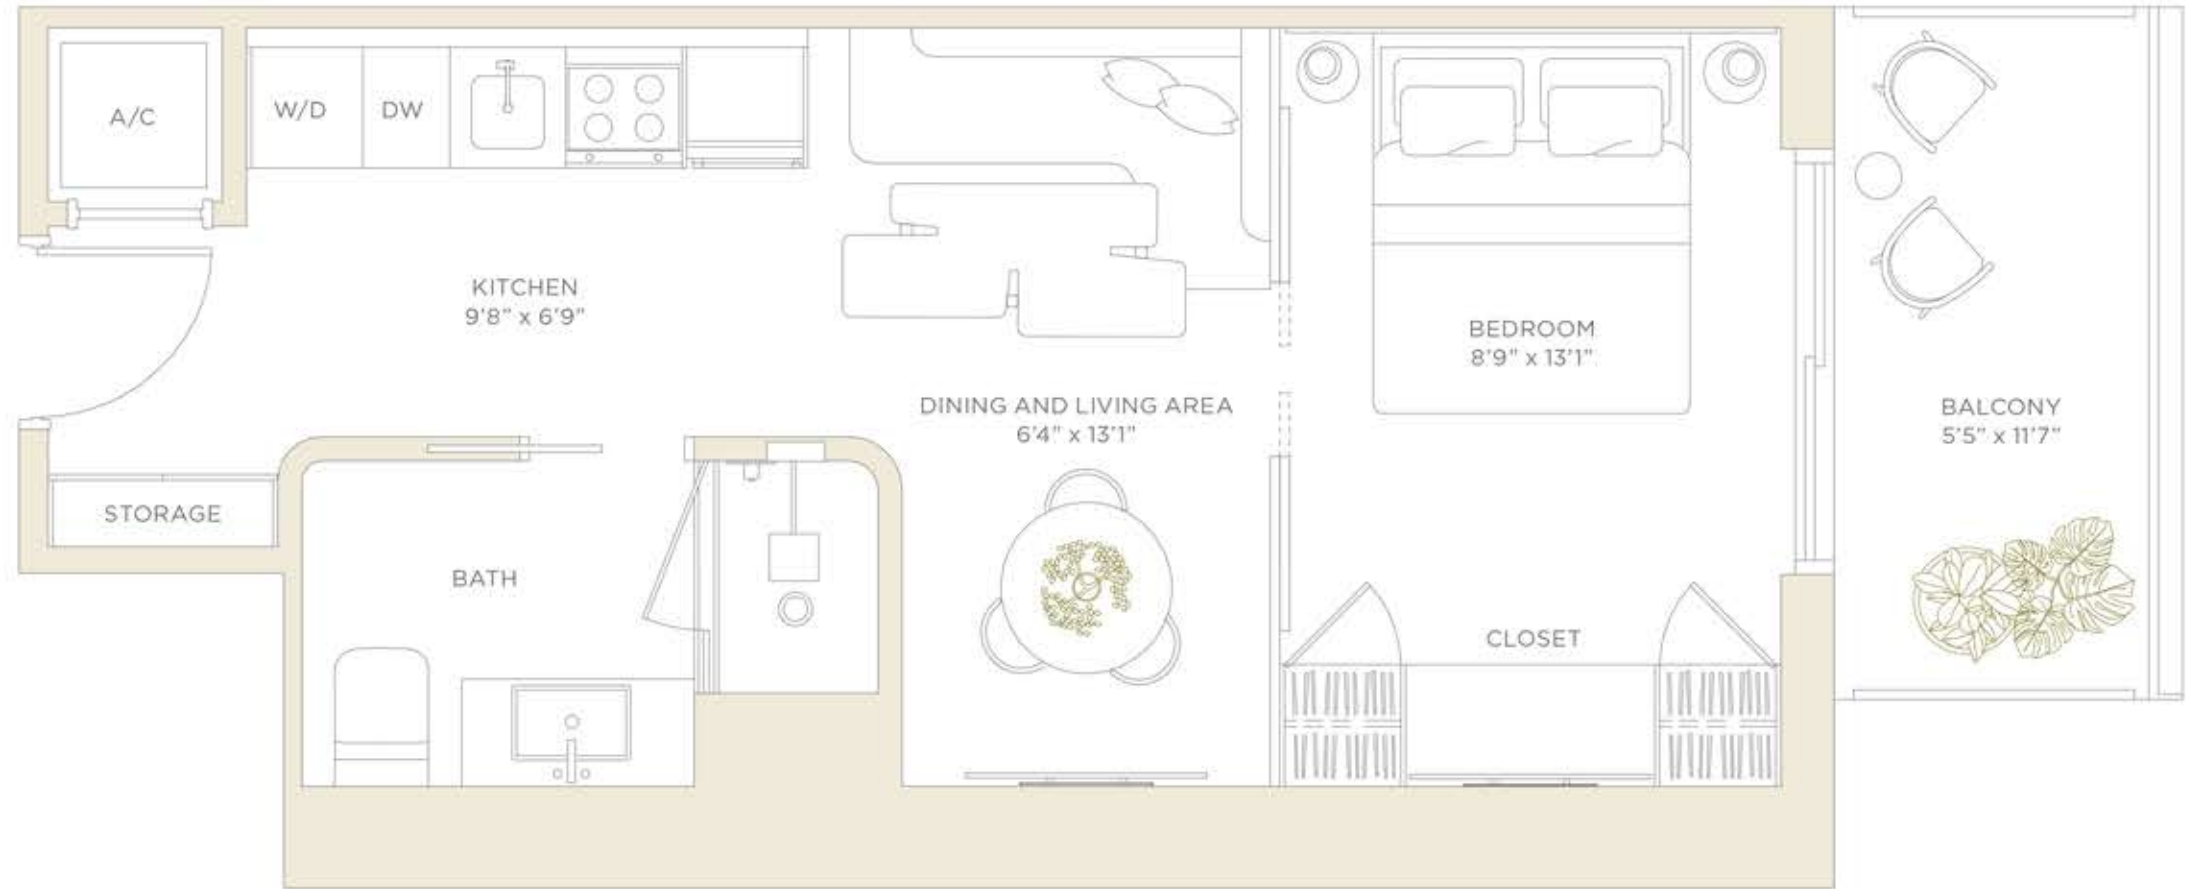 A/C
W/D
DW
KITCHEN
9'8" x 6'9"
BEDROOM
8'9" x 13'1"
DINING AND LIVING AREA
6'4" x 13'1"
BALCONY
5'5" x 11'7"
STORAGE
BATH
CLOSET